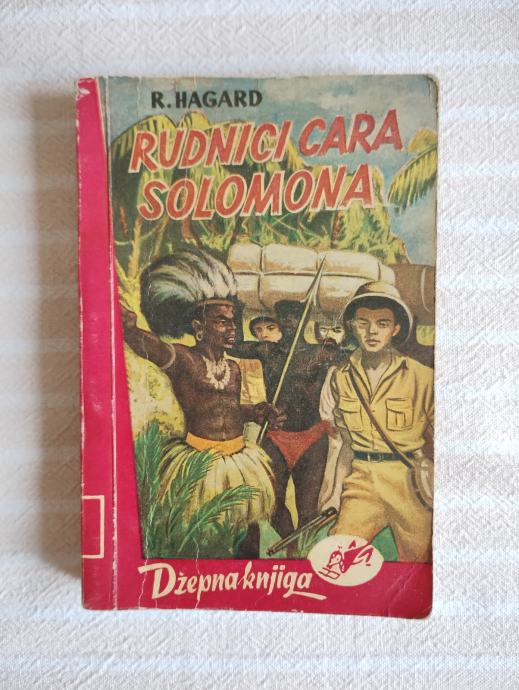 R. HAGARD
RUDNICI CARA
SOLOMONA
Džepna knjiga